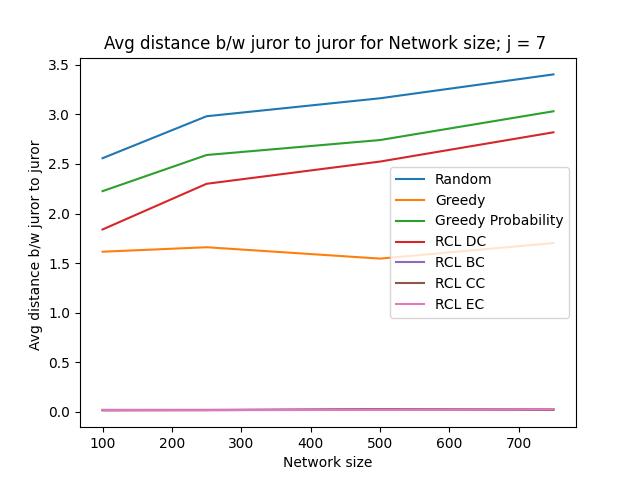 Avg distance b/w juror to juror for Network size; j = 7
Avg distance b/w juror to juror
3.5
3.0
2.5
2.0
1.5
1.0
0.5
0.0
Random
Greedy
Greedy Probability
RCL DC
RCL BC
RCL CC
RCL EC
100 200 300 400 500 600 700
Network size